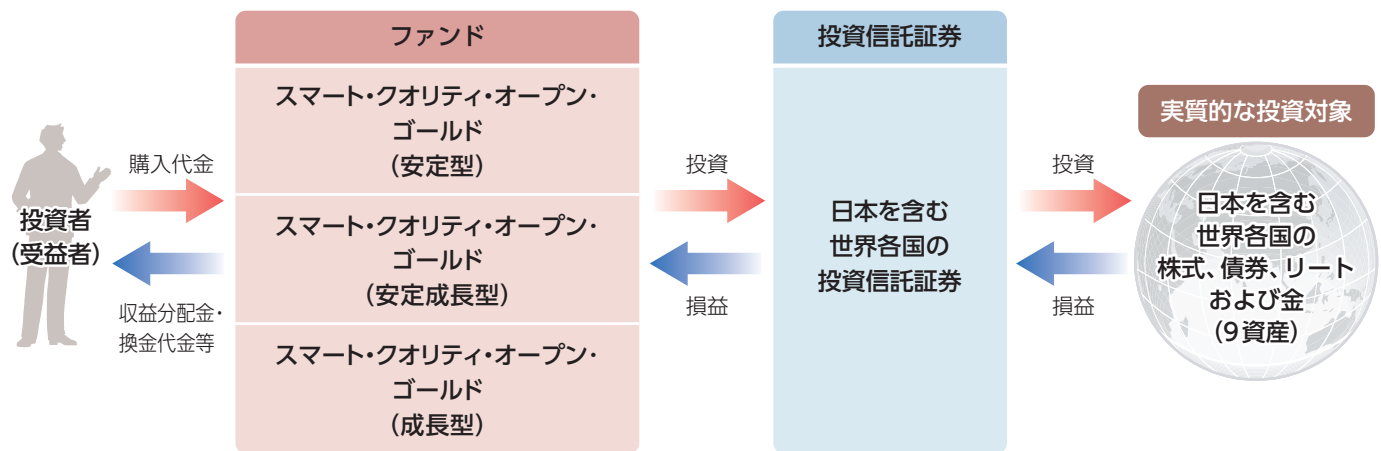 投資者
(受益者)
購入代金
収益分配金・
換金代金等
ファンド
スマート・クオリティ・オープン・
ゴールド
(安定型)
スマート・クオリティ・オープン・
ゴールド
(安定成長型)
スマート・クオリティ・オープン・
ゴールド
(成長型)
投資
損益
投資信託証券
日本を含む
世界各国の
投資信託証券
投資
損益
実質的な投資対象
日本を含む
世界各国の
株式、債券、リート
および金
(9資産)